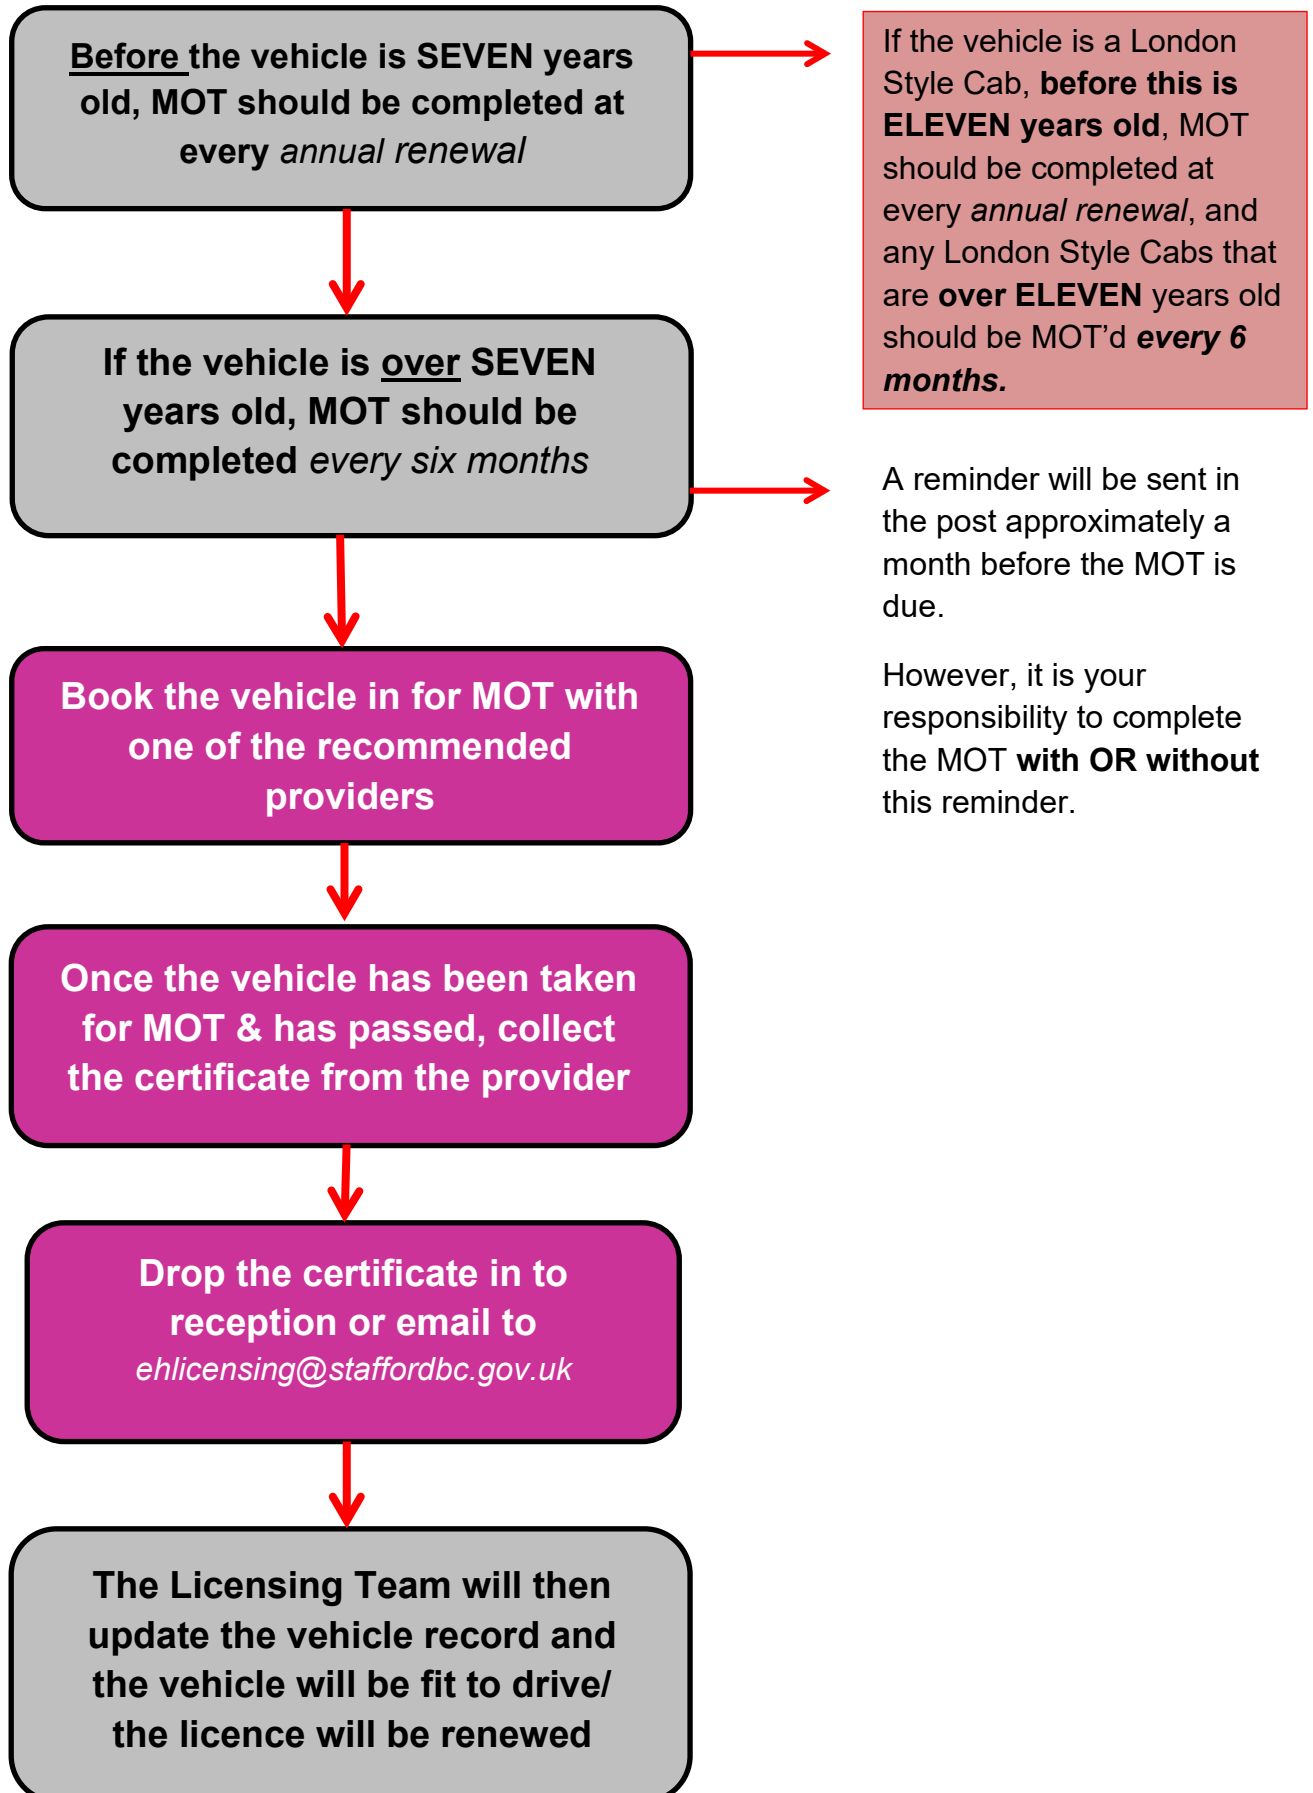 Before the vehicle is SEVEN years
old, MOT should be completed at
every annual renewal
If the vehicle is a London
Style Cab, before this is
ELEVEN years old, MOT
should be completed at
every annual renewal, and
any London Style Cabs that
are over ELEVEN years old
should be MOT’d every 6
months.
If the vehicle is over SEVEN
years old, MOT should be
completed every six months
A reminder will be sent in
the post approximately a
month before the MOT is
due.
However, it is your
responsibility to complete
the MOT with OR without
this reminder.
Book the vehicle in for MOT with
one of the recommended
providers
Once the vehicle has been taken
for MOT & has passed, collect
the certificate from the provider
Drop the certificate in to
reception or email to
ehlicensing@staffordbc.gov.uk
The Licensing Team will then
update the vehicle record and
the vehicle will be fit to drive/
the licence will be renewed